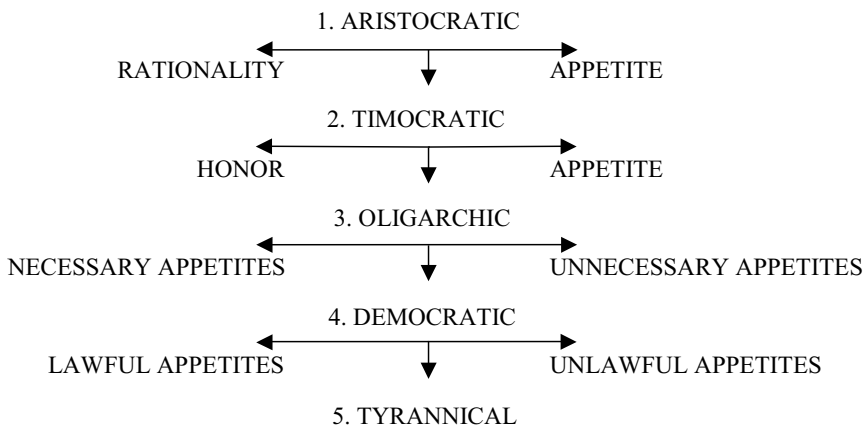 1. ARISTOCRATIC
RATIONALITY APPETITE
2. TIMOCRATIC
HONOR APPETITE
3. OLIGARCHIC
NECESSARY APPETITES UNNECESSARY APPETITES
4. DEMOCRATIC
LAWFUL APPETITES UNLAWFUL APPETITES
5. TYRANNICAL